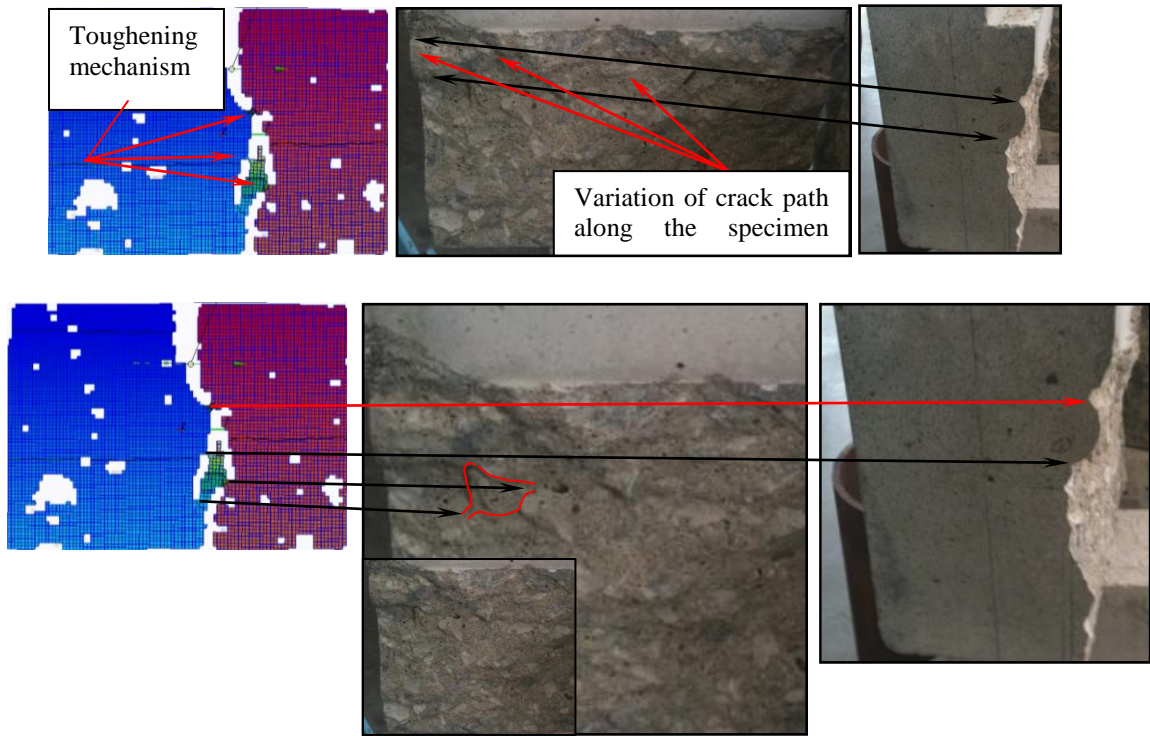 Toughening
mechanism
Variation of crack path
along the specimen